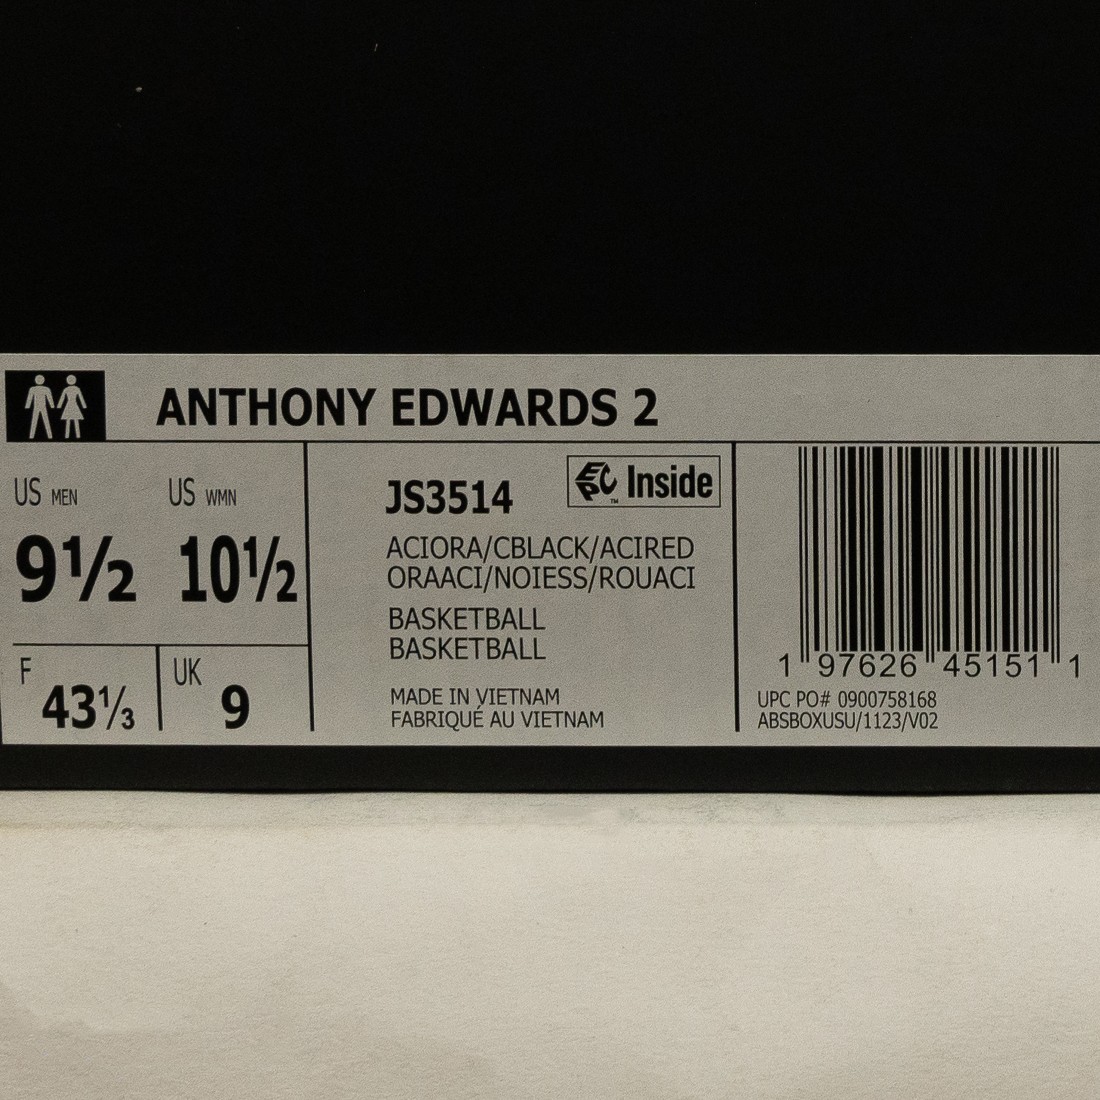 ANTHONY EDWARDS 2
US MEN
9½
US WMN
10½
F
43⅓
UK
9
JS3514
EPC™ Inside
ACIORA/CBLACK/ACIRED
ORAACI/NOIESS/ROUACI
BASKETBALL
BASKETBALL
MADE IN VIETNAM
FABRIQUÉ AU VIETNAM
1 97626 45151 1
UPC PO# 0900758168
ABSBOXUSU/1123/V02